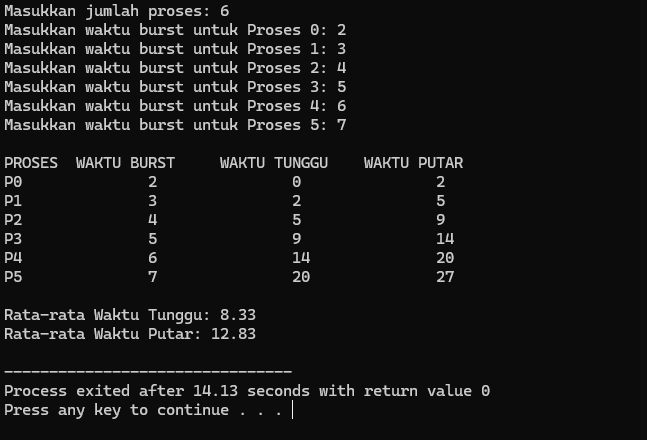 Masukkan jumlah proses: 6
Masukkan waktu burst untuk Proses 0: 2
Masukkan waktu burst untuk Proses 1: 3
Masukkan waktu burst untuk Proses 2: 4
Masukkan waktu burst untuk Proses 3: 5
Masukkan waktu burst untuk Proses 4: 6
Masukkan waktu burst untuk Proses 5: 7
PROSES  WAKTU BURST     WAKTU TUNGGU    WAKTU PUTAR
P0              2               0               2
P1              3               2               5
P2              4               5               9
P3              5               9               14
P4              6               14              20
P5              7               20              27
Rata-rata Waktu Tunggu: 8.33
Rata-rata Waktu Putar: 12.83
--------------------------------
Process exited after 14.13 seconds with return value 0
Press any key to continue . . .